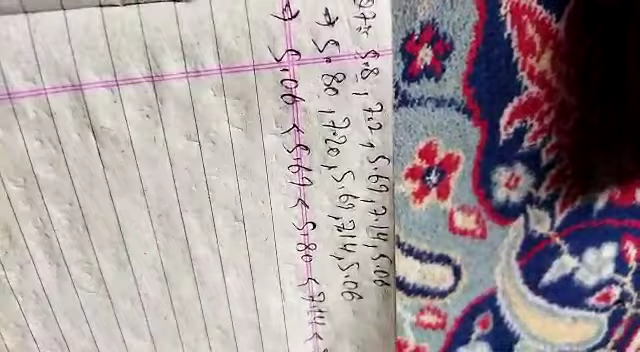 07:- 5.8, 7.2, 5.69, 7.14, 5.06
→ 5.80, 7.20, 5.69, 7.14, 5.06
→ 5.06 < 5.69 < 5.80 < 7.14 <